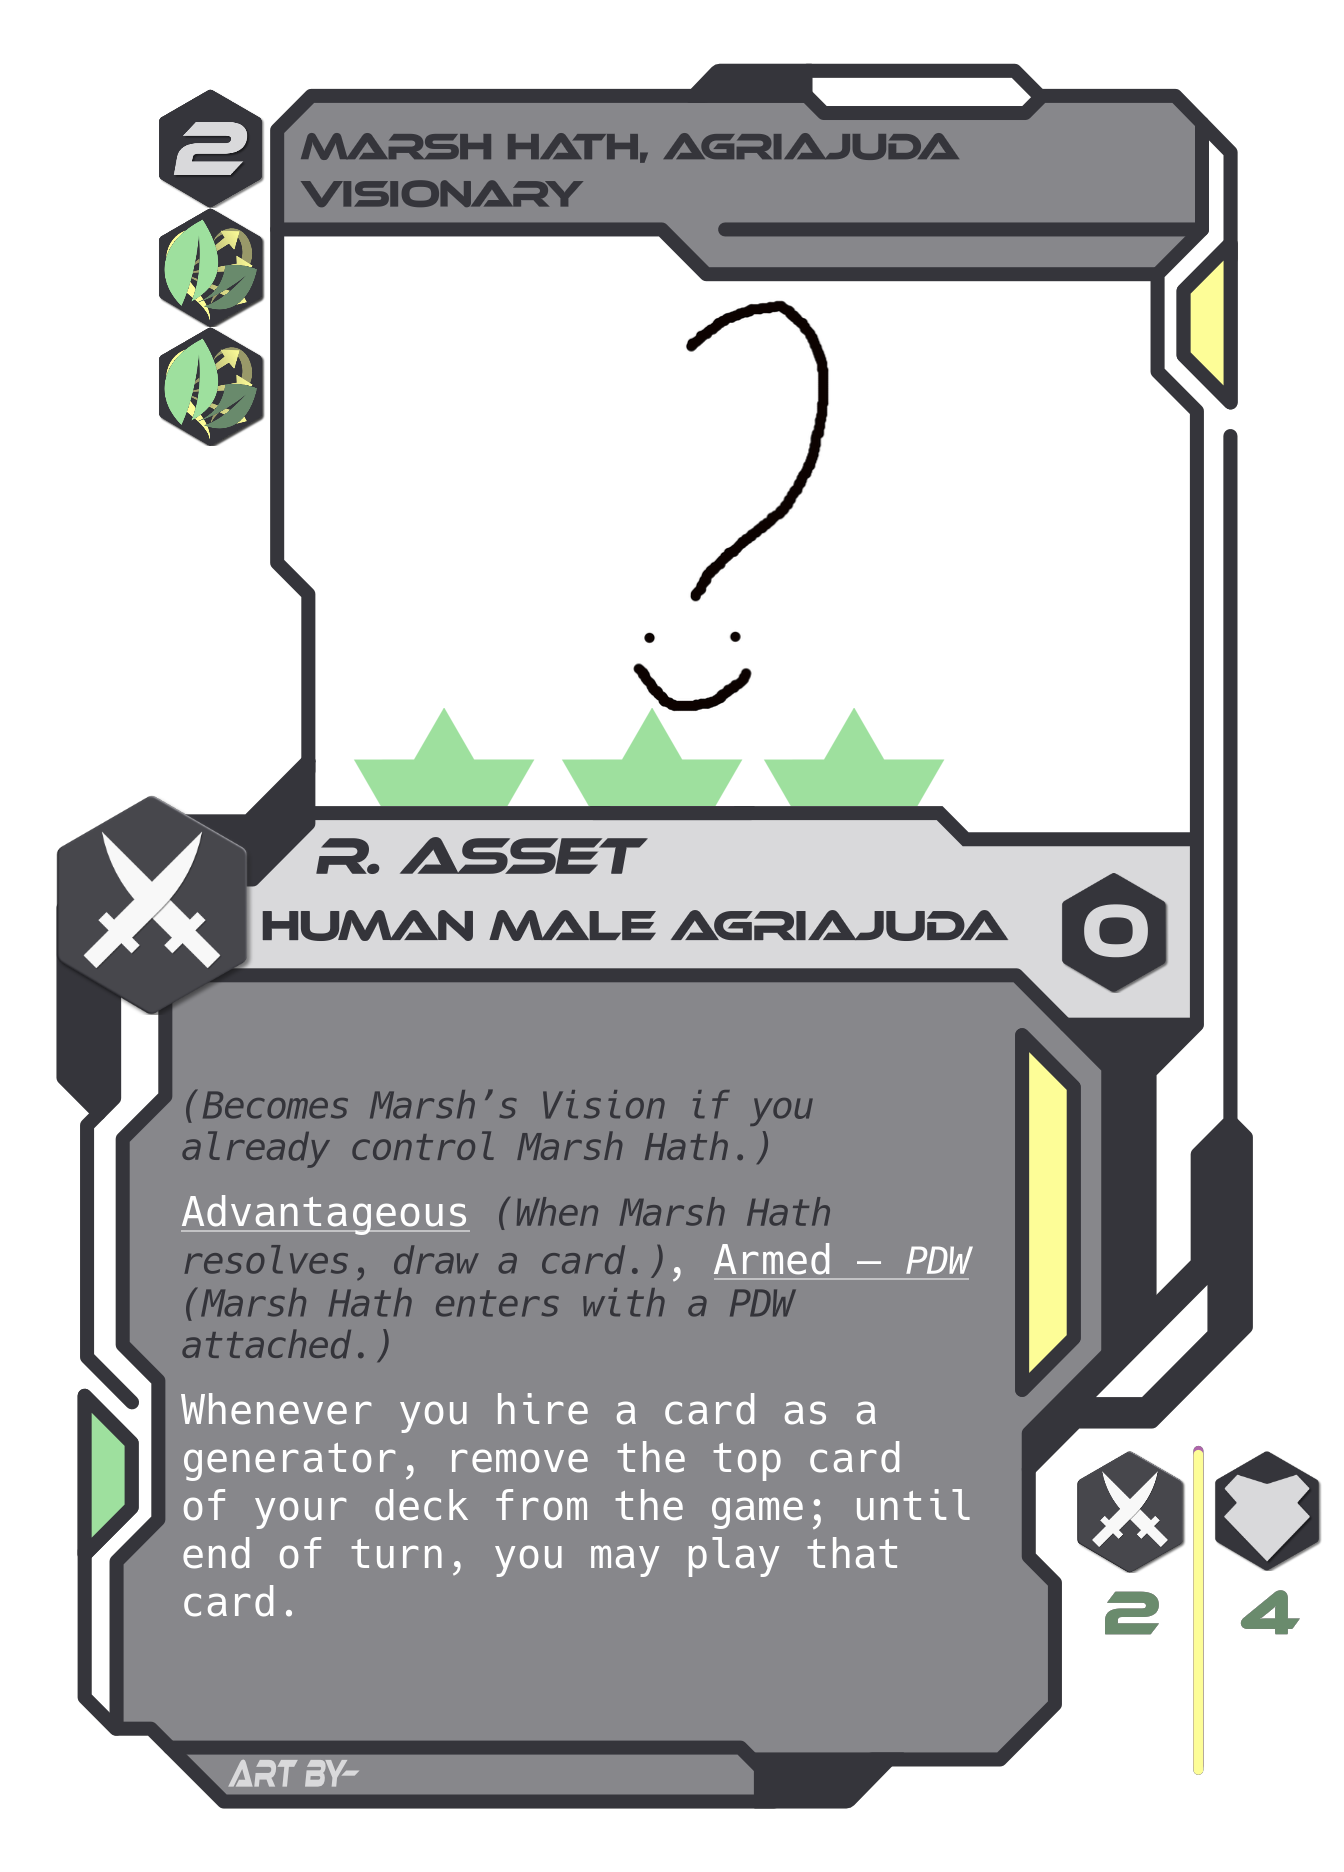 2
MARSH HATH, AGRIAJUDA
VISIONARY
R. ASSET
HUMAN MALE AGRIAJUDA
0
(Becomes Marsh’s Vision if you
already control Marsh Hath.)
Advantageous (When Marsh Hath
resolves, draw a card.), Armed – PDW
(Marsh Hath enters with a PDW
attached.)
Whenever you hire a card as a
generator, remove the top card
of your deck from the game; until
end of turn, you may play that
card.
2
4
ART BY-